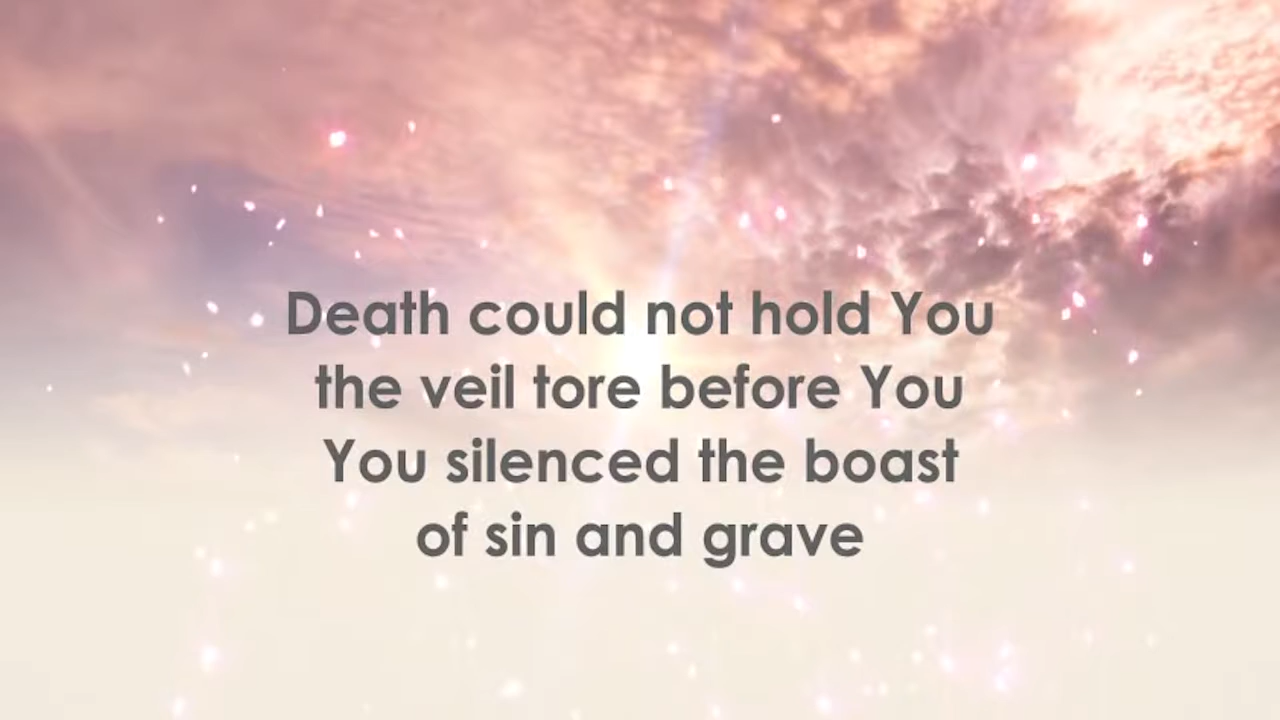 Death could not hold You
the veil tore before You
You silenced the boast
of sin and grave